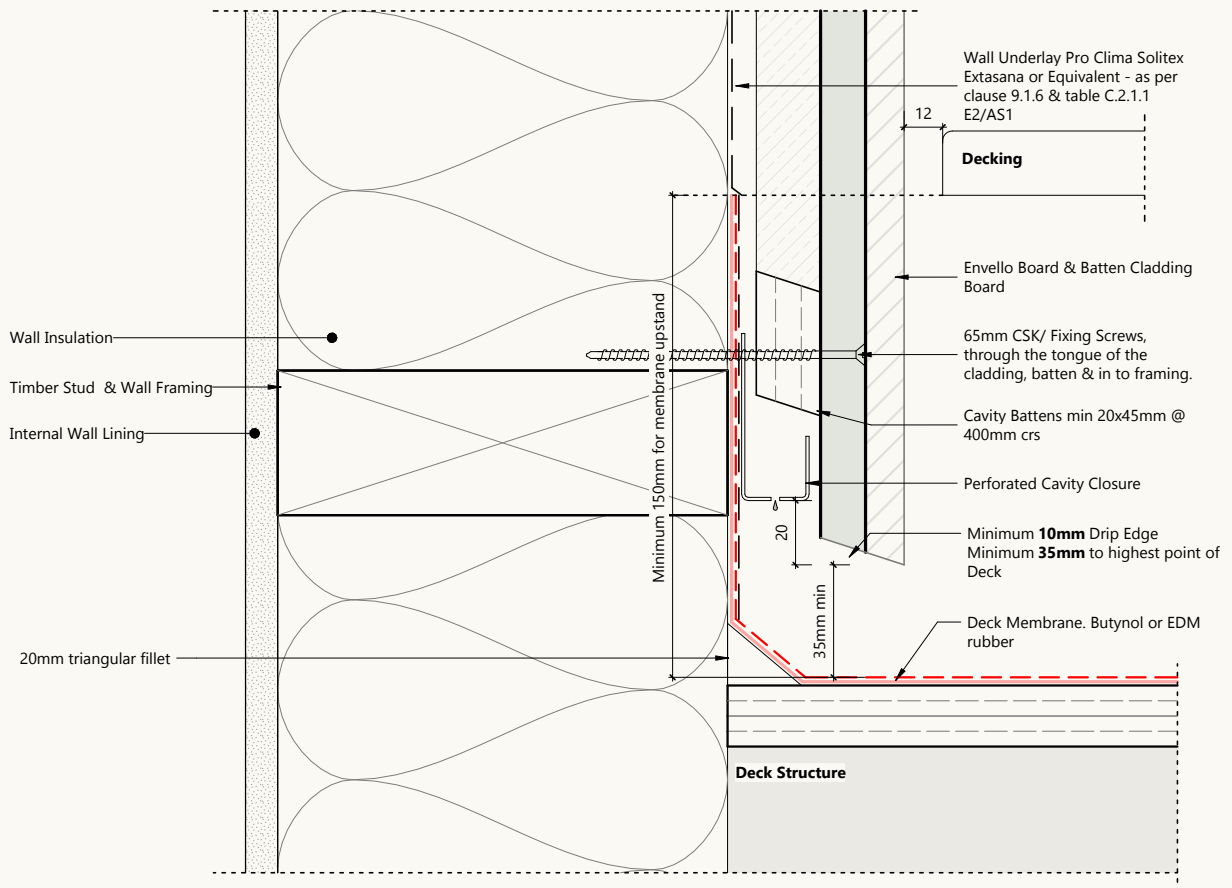 Wall Underlay Pro Clima Solitex
Extasana or Equivalent - as per
clause 9.1.6 & table C.2.1.1
E2/AS1
12
Decking
Envello Board & Batten Cladding
Board
Wall Insulation
65mm CSK/ Fixing Screws,
through the tongue of the
cladding, batten & in to framing.
Timber Stud & Wall Framing
Internal Wall Lining
Minimum 150mm for membrane upstand
Cavity Battens min 20x45mm @
400mm crs
Perforated Cavity Closure
20
Minimum 10mm Drip Edge
Minimum 35mm to highest point of
Deck
35mm min
Deck Membrane. Butynol or EDM
rubber
20mm triangular fillet
Deck Structure